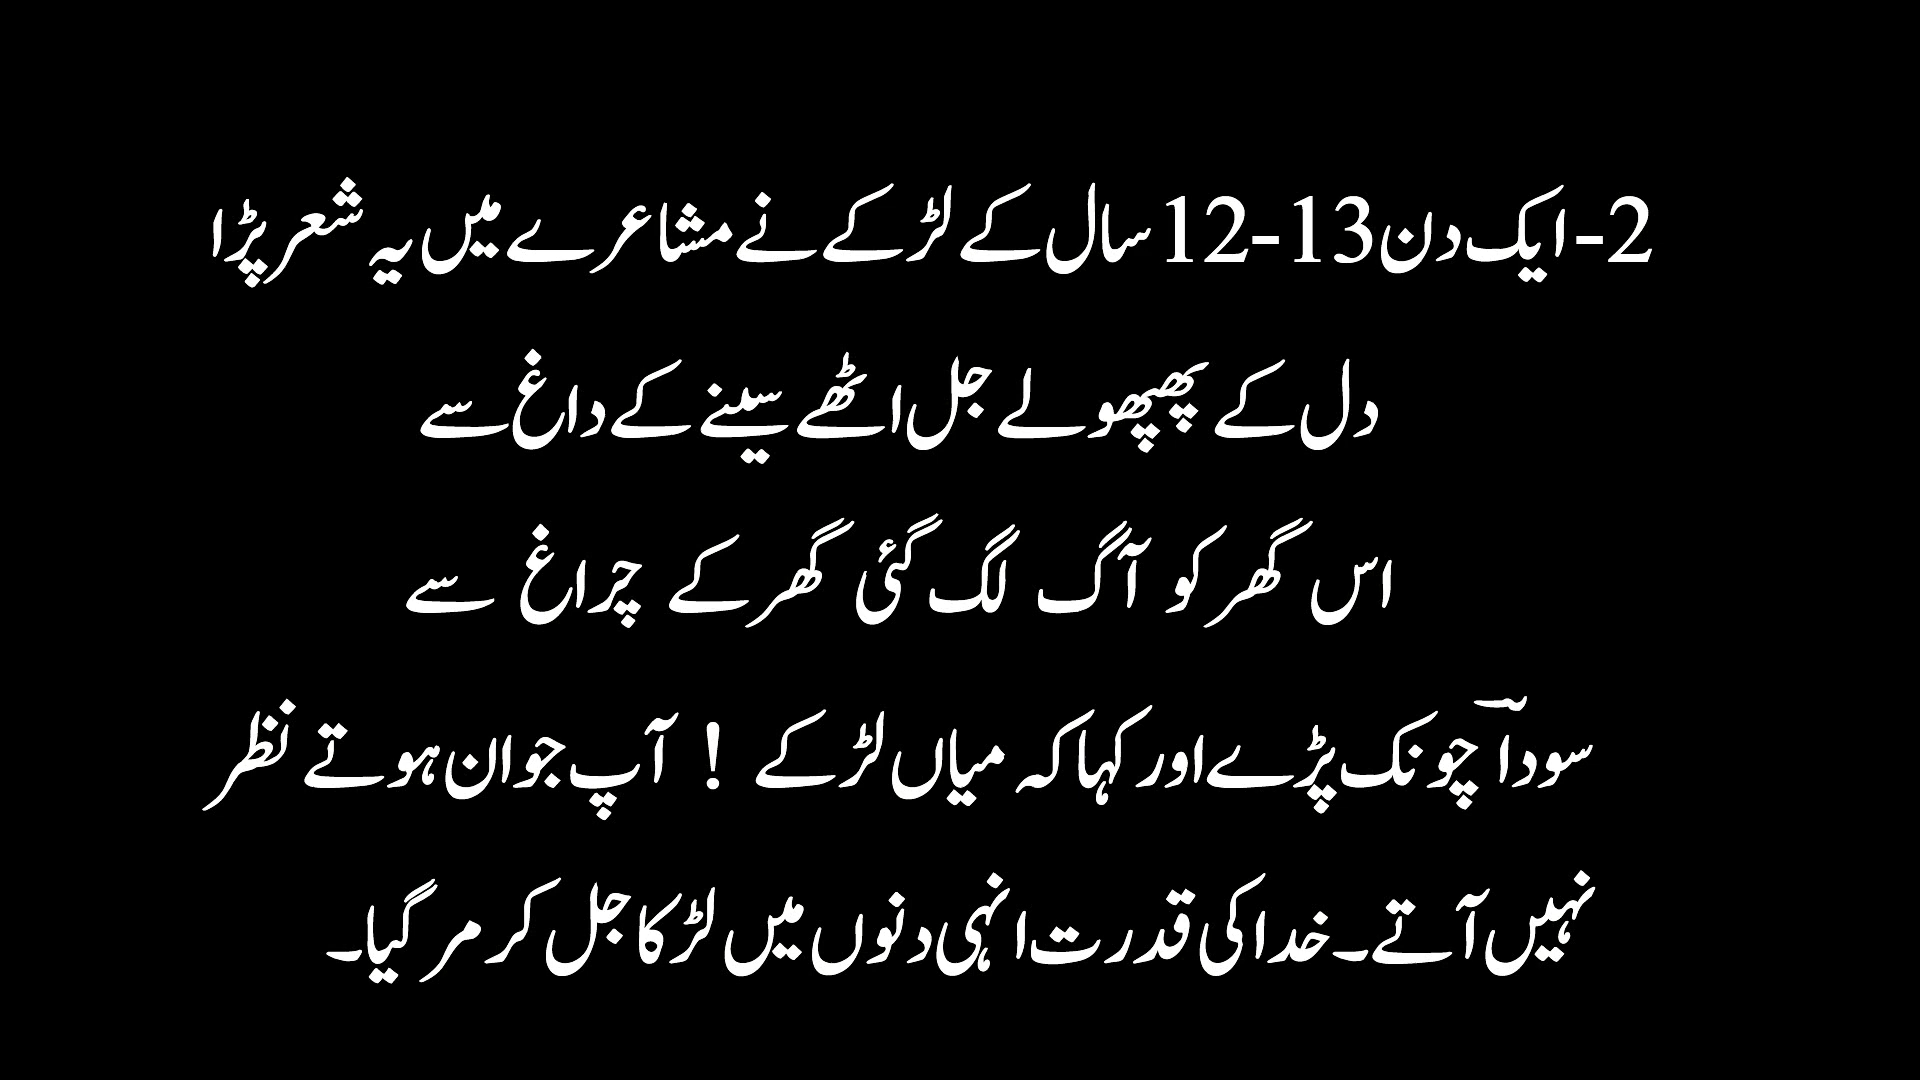 2-ایک دن 13-12 سال کے لڑکے نے مشاعرے میں یہ شعر پڑا
دل کے پھپھولے جل اٹھے سینے کے داغ سے
اس گھر کو آگ لگ گئی گھر کے چراغ سے
سوداؔ چونک پڑے اور کہا کہ میاں لڑکے ! آپ جوان ہوتے نظر
نہیں آتے۔ خدا کی قدرت انہی دنوں میں لڑکا جل کر مر گیا۔